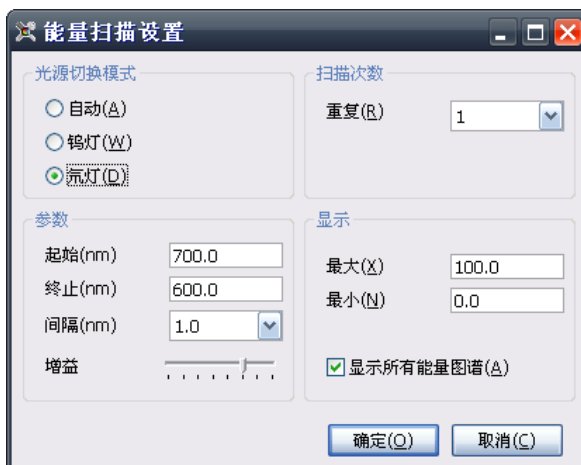 能量扫描设置
光源切换模式
自动(A)
钨灯(W)
氘灯(D)
扫描次数
重复(R) 1
参数
起始(nm) 700.0
终止(nm) 600.0
间隔(nm) 1.0
增益
显示
最大(X) 100.0
最小(N) 0.0
显示所有能量图谱(A)
确定(O) 取消(C)